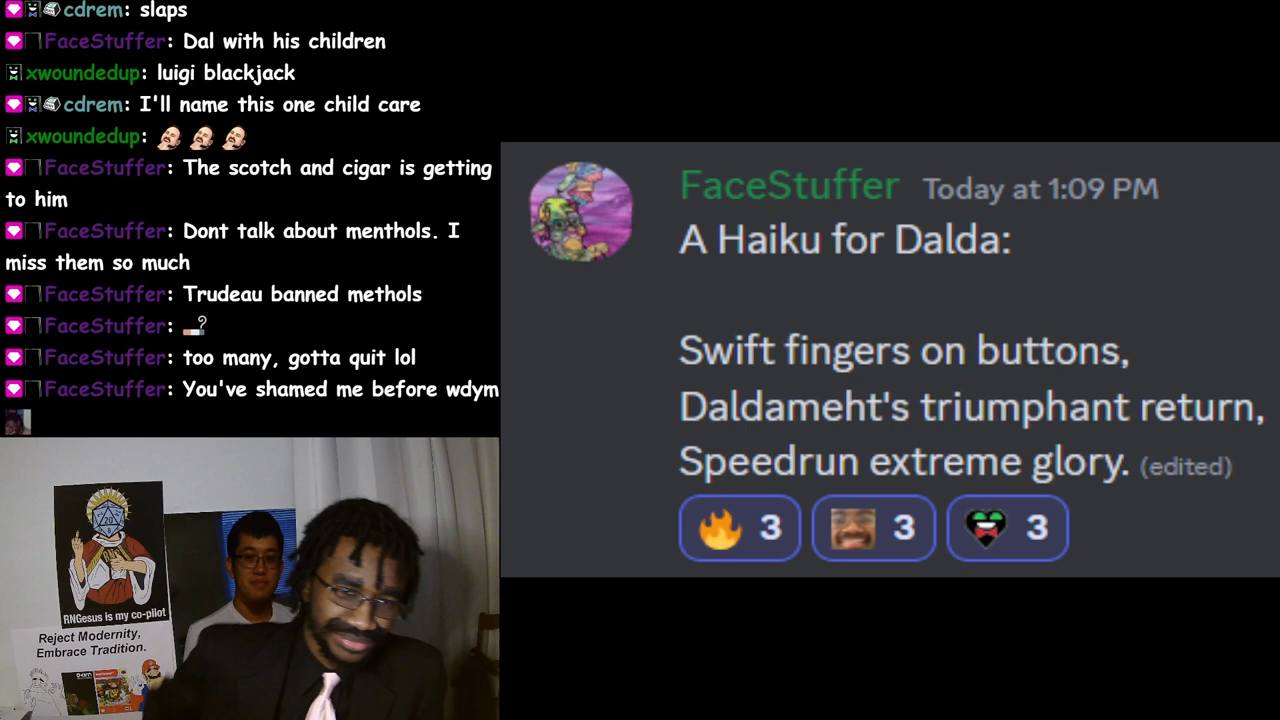 cdrem: slaps
FaceStuffer: Dal with his children
xwoundedup: luigi blackjack
cdrem: I'll name this one child care
xwoundedup:
FaceStuffer: The scotch and cigar is getting
to him
FaceStuffer: Dont talk about menthols. I
miss them so much
FaceStuffer: Trudeau banned methols
FaceStuffer:
FaceStuffer: too many, gotta quit lol
FaceStuffer: You've shamed me before wdym
FaceStuffer Today at 1:09 PM
A Haiku for Dalda:
Swift fingers on buttons,
Daldameht's triumphant return,
Speedrun extreme glory. (edited)
3 3 3
20
RNGesus is my co-pilot
Reject Modernity,
Embrace Tradition.